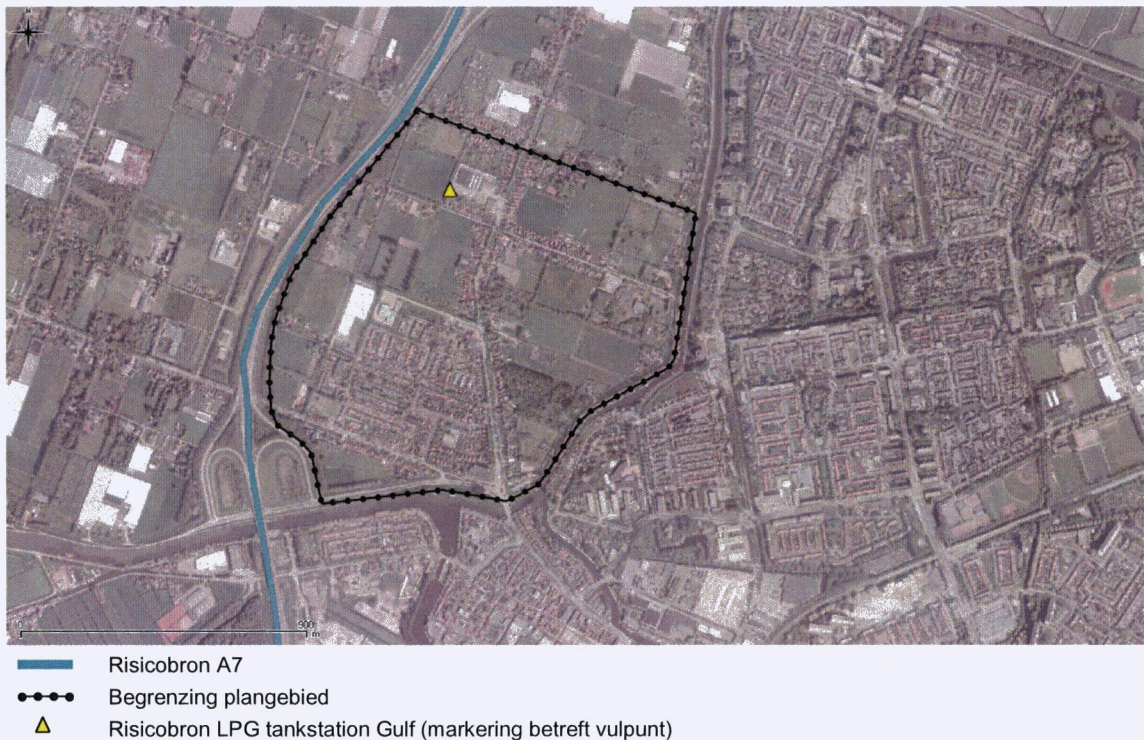 0
900
m
Risicobron A7
Begrenzing plangebied
Risicobron LPG tankstation Gulf (markering betreft vulpunt)